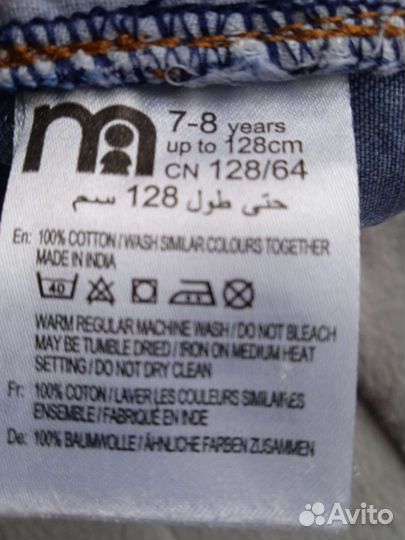 7-8 years
up to 128cm
CN 128/64
حتى طول 128 سم
En: 100% COTTON / WASH SIMILAR COLOURS TOGETHER
MADE IN INDIA
40
WARM REGULAR MACHINE WASH / DO NOT BLEACH
MAY BE TUMBLE DRIED / IRON ON MEDIUM HEAT
SETTING / DO NOT DRY CLEAN
Fr: 100% COTON / LAVER LES COULEURS SIMILAIRES
ENSEMBLE / FABRIQUÉ EN INDE
De: 100% BAUMWOLLE / ÄHNLICHE FARBEN ZUSAMMEN
Avito